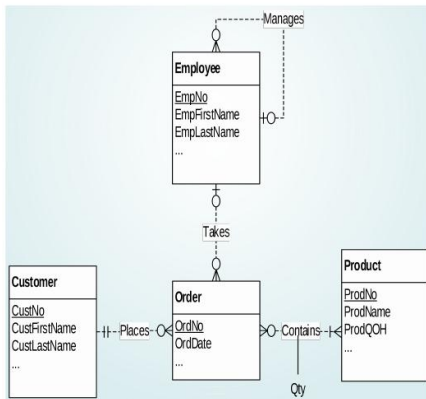 Manages
Employee
EmpNo
EmpFirstName
EmpLastName
...
Takes
Customer
CustNo
CustFirstName
CustLastName
...
Places
Order
OrdNo
OrdDate
...
Contains
Qty
Product
ProdNo
ProdName
ProdQOH
...